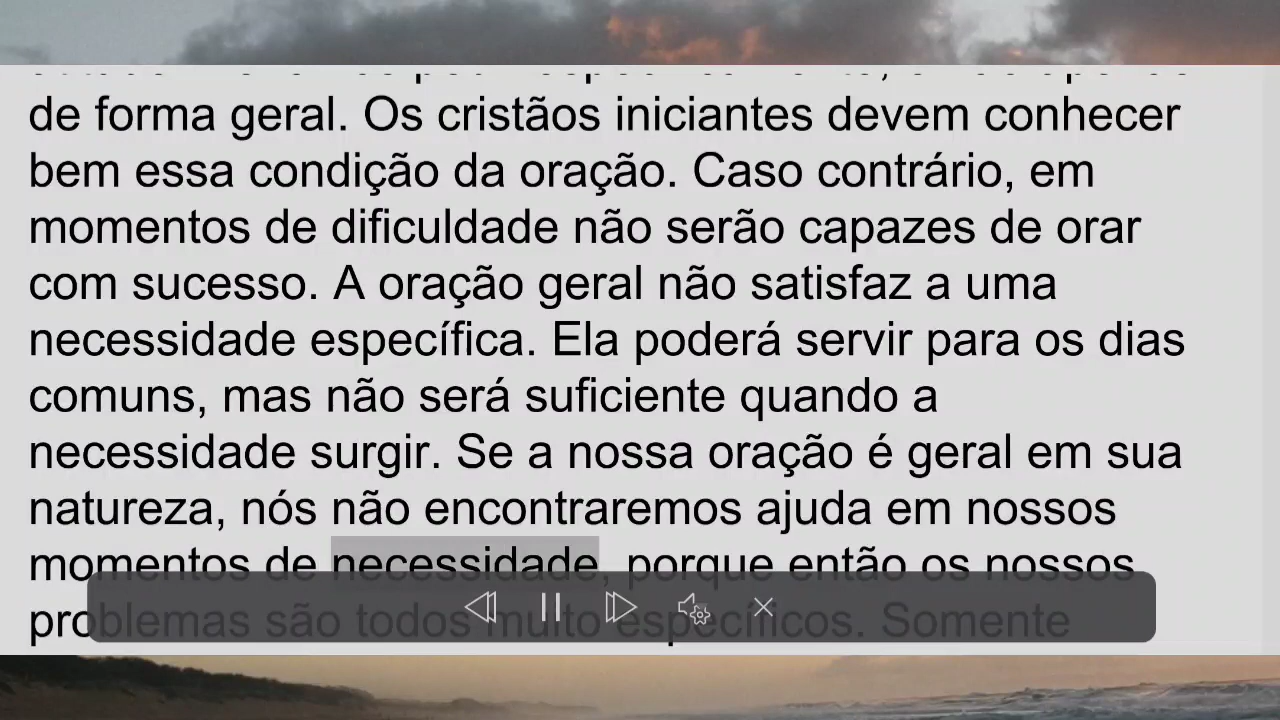 de forma geral. Os cristãos iniciantes devem conhecer
bem essa condição da oração. Caso contrário, em
momentos de dificuldade não serão capazes de orar
com sucesso. A oração geral não satisfaz a uma
necessidade específica. Ela poderá servir para os dias
comuns, mas não será suficiente quando a
necessidade surgir. Se a nossa oração é geral em sua
natureza, nós não encontraremos ajuda em nossos
momentos de necessidade, porque então os nossos
problemas são todos muito específicos. Somente